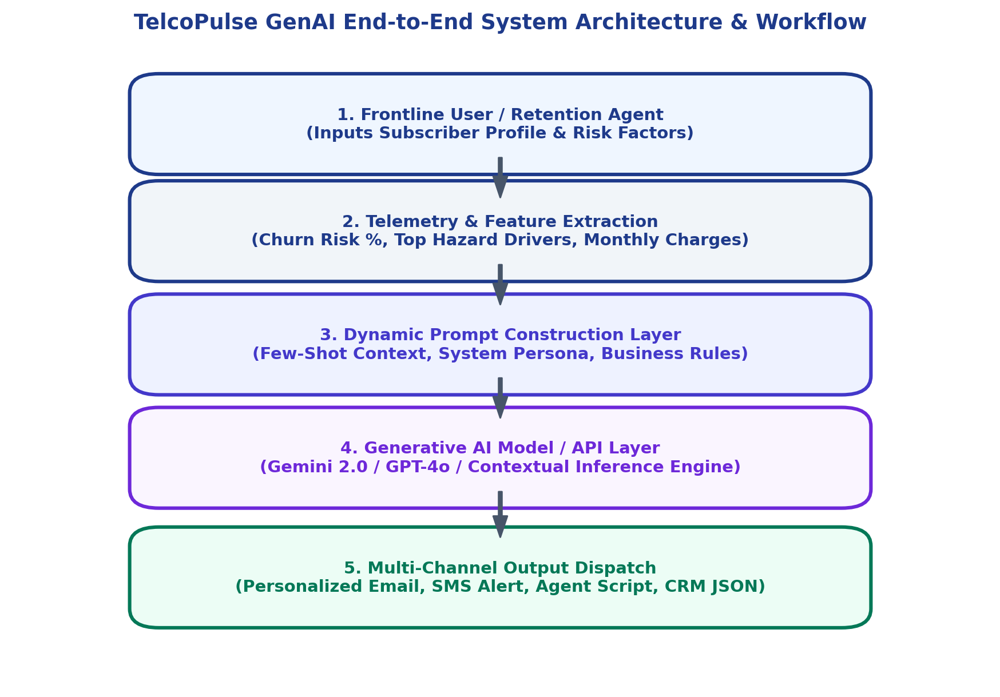 TelcoPulse GenAI End-to-End System Architecture & Workflow
1. Frontline User / Retention Agent
(Inputs Subscriber Profile & Risk Factors)
2. Telemetry & Feature Extraction
(Churn Risk %, Top Hazard Drivers, Monthly Charges)
3. Dynamic Prompt Construction Layer
(Few-Shot Context, System Persona, Business Rules)
4. Generative AI Model / API Layer
(Gemini 2.0 / GPT-4o / Contextual Inference Engine)
5. Multi-Channel Output Dispatch
(Personalized Email, SMS Alert, Agent Script, CRM JSON)